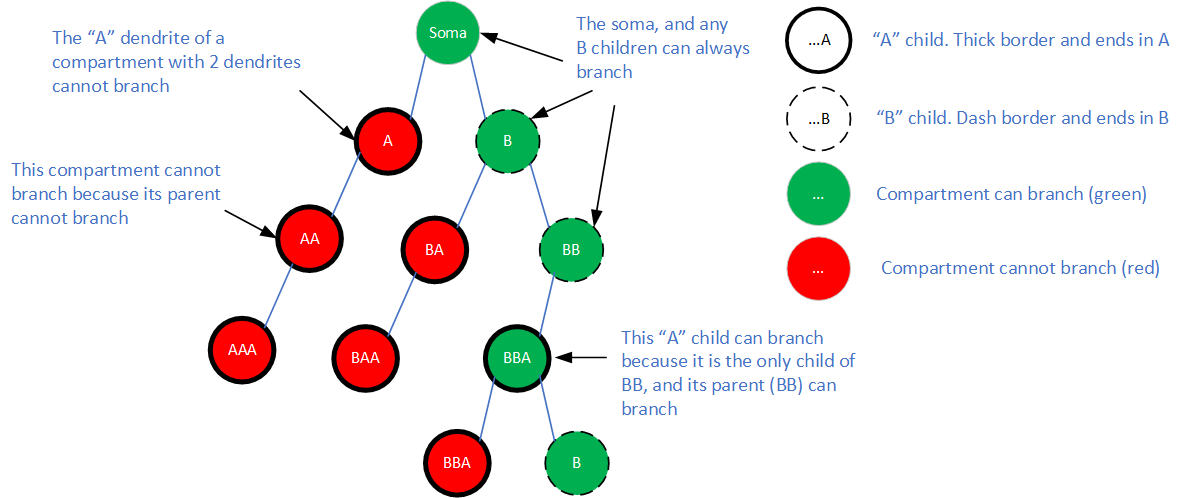 The “A” dendrite of a
compartment with 2 dendrites
cannot branch
Soma
The soma, and any
B children can always
branch
...A
“A” child. Thick border and ends in A
...B
“B” child. Dash border and ends in B
...
Compartment can branch (green)
...
Compartment cannot branch (red)
A
B
This compartment cannot
branch because its parent
cannot branch
AA
BA
BB
AAA
BAA
BBA
This “A” child can branch
because it is the only child of
BB, and its parent (BB) can
branch
BBA
B